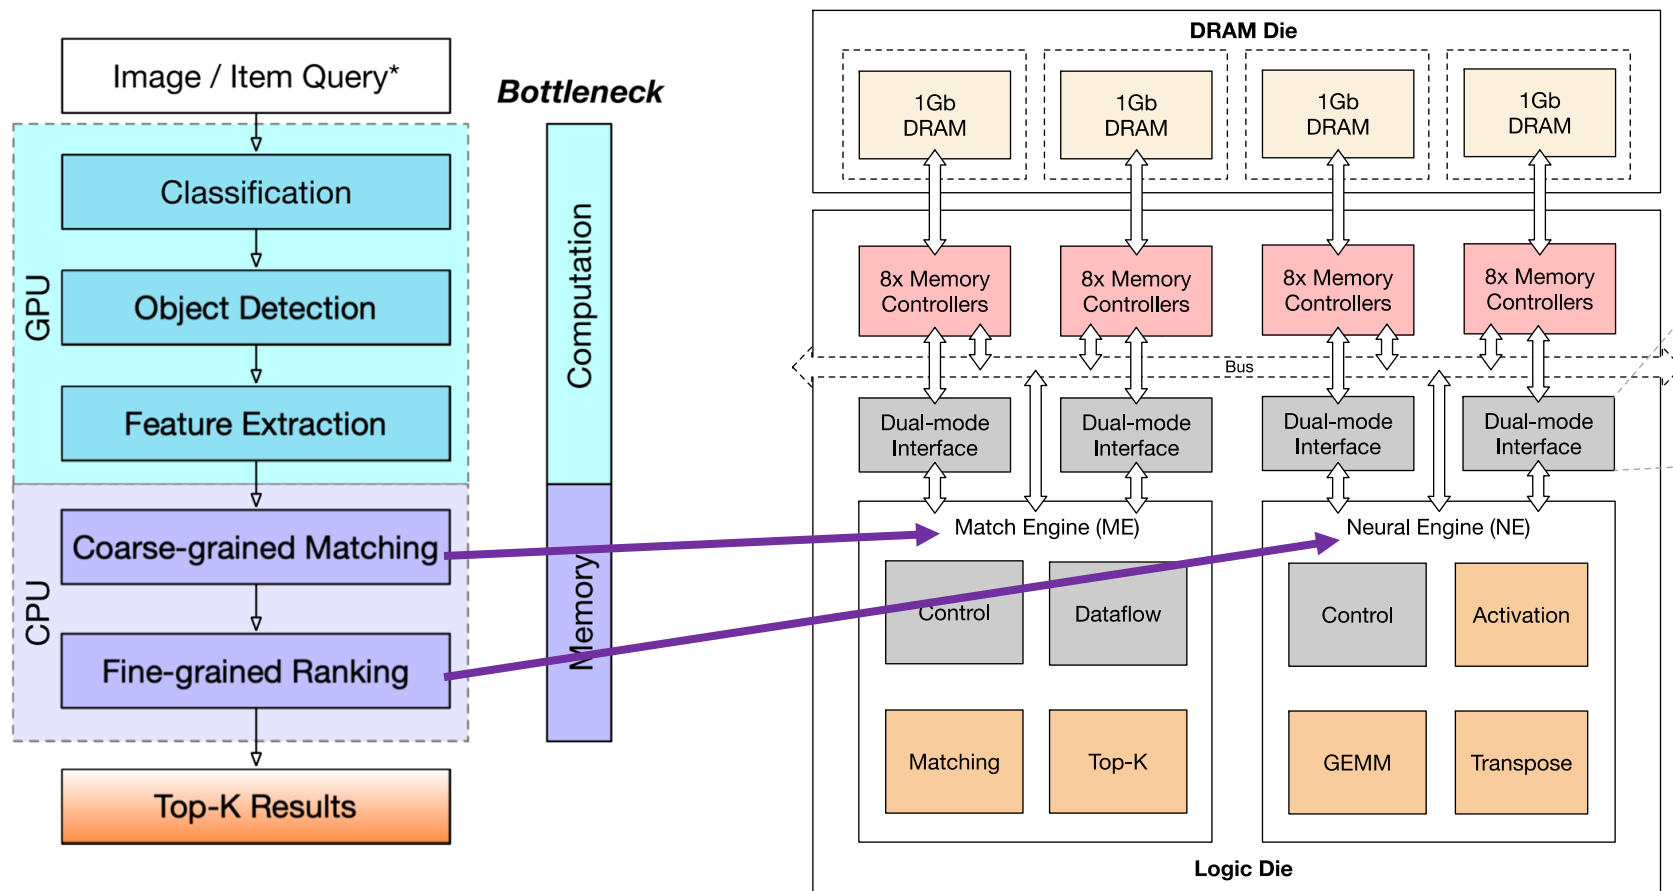 Image / Item Query*
Bottleneck
GPU
Classification
Object Detection
Feature Extraction
Computation
CPU
Coarse-grained Matching
Fine-grained Ranking
Memory
Top-K Results
DRAM Die
1Gb
DRAM
1Gb
DRAM
1Gb
DRAM
1Gb
DRAM
8x Memory
Controllers
8x Memory
Controllers
8x Memory
Controllers
8x Memory
Controllers
Bus
Dual-mode
Interface
Dual-mode
Interface
Dual-mode
Interface
Dual-mode
Interface
Match Engine (ME)
Control
Dataflow
Matching
Top-K
Neural Engine (NE)
Control
Activation
GEMM
Transpose
Logic Die